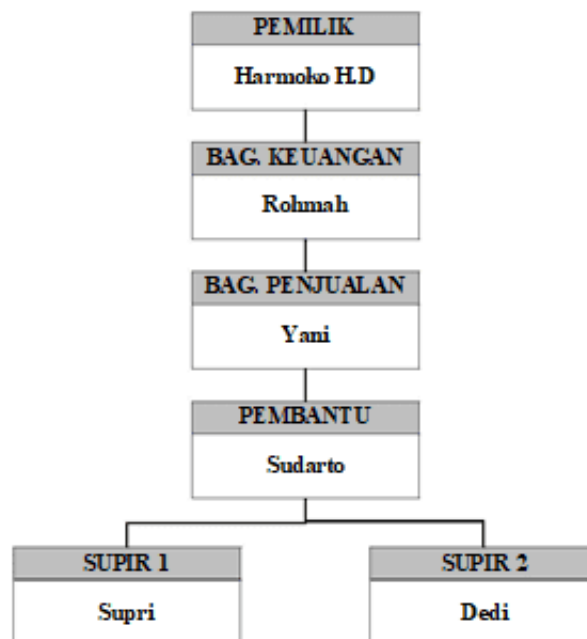 PEMILIK
Harmoko H.D
BAG. KEUANGAN
Rohmah
BAG. PENJUALAN
Yani
PEMBANTU
Sudarto
SUPIR 1
SUPIR 2
Supri
Dedi